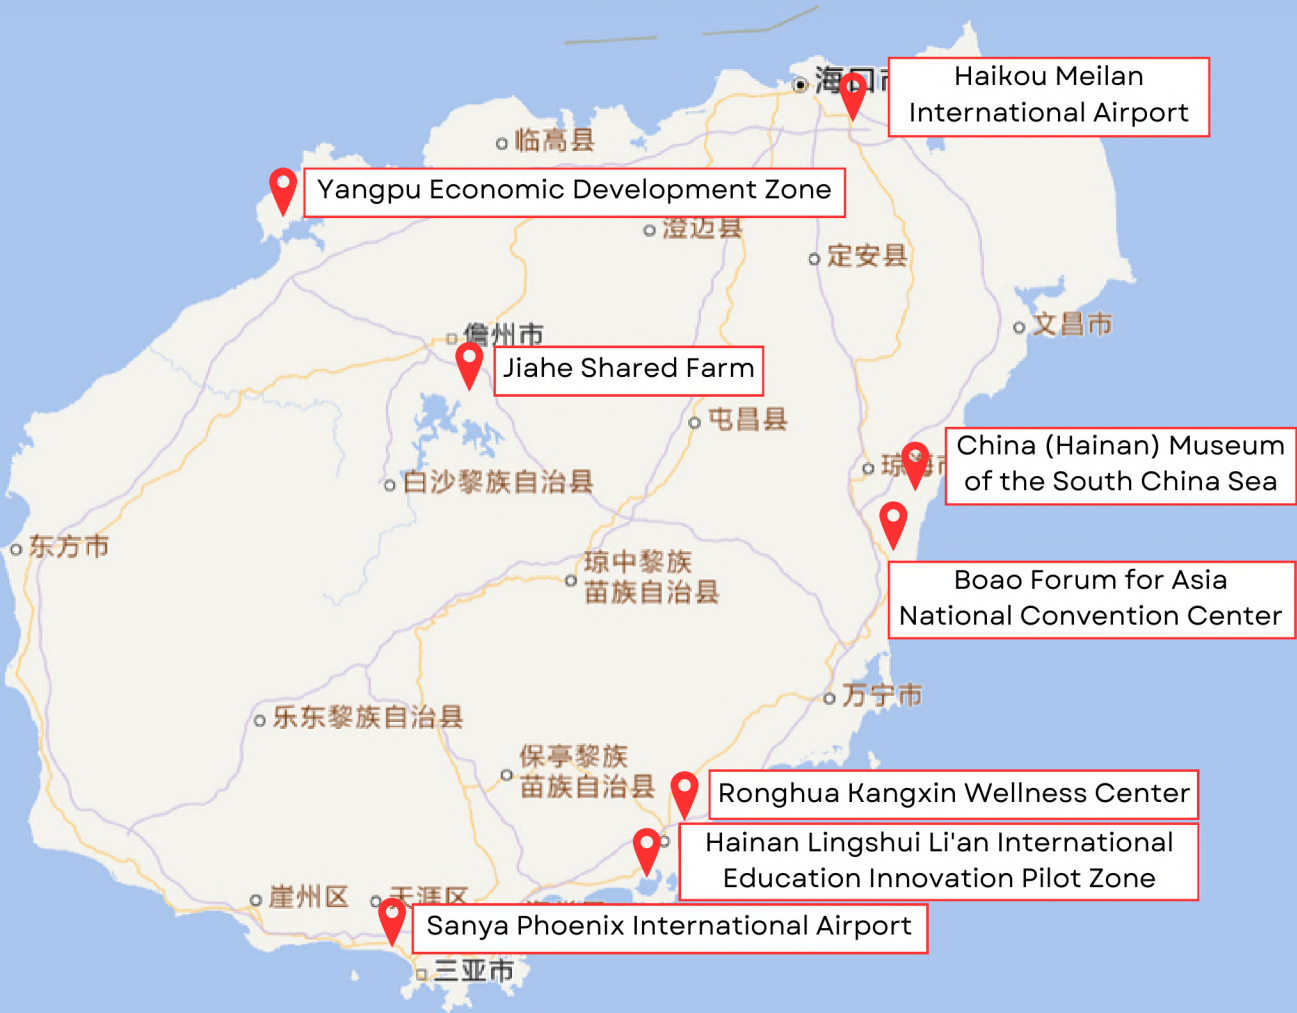 海口
Haikou Meilan
International Airport
临高县
Yangpu Economic Development Zone
澄迈县
定安县
文昌市
儋州市
Jiahe Shared Farm
屯昌县
China (Hainan) Museum
of the South China Sea
琼海
白沙黎族自治县
东方市
琼中黎族
苗族自治县
Boao Forum for Asia
National Convention Center
万宁市
乐东黎族自治县
保亭黎族
苗族自治县
Ronghua Kangxin Wellness Center
Hainan Lingshui Li'an International
Education Innovation Pilot Zone
崖州区
天涯区
Sanya Phoenix International Airport
三亚市